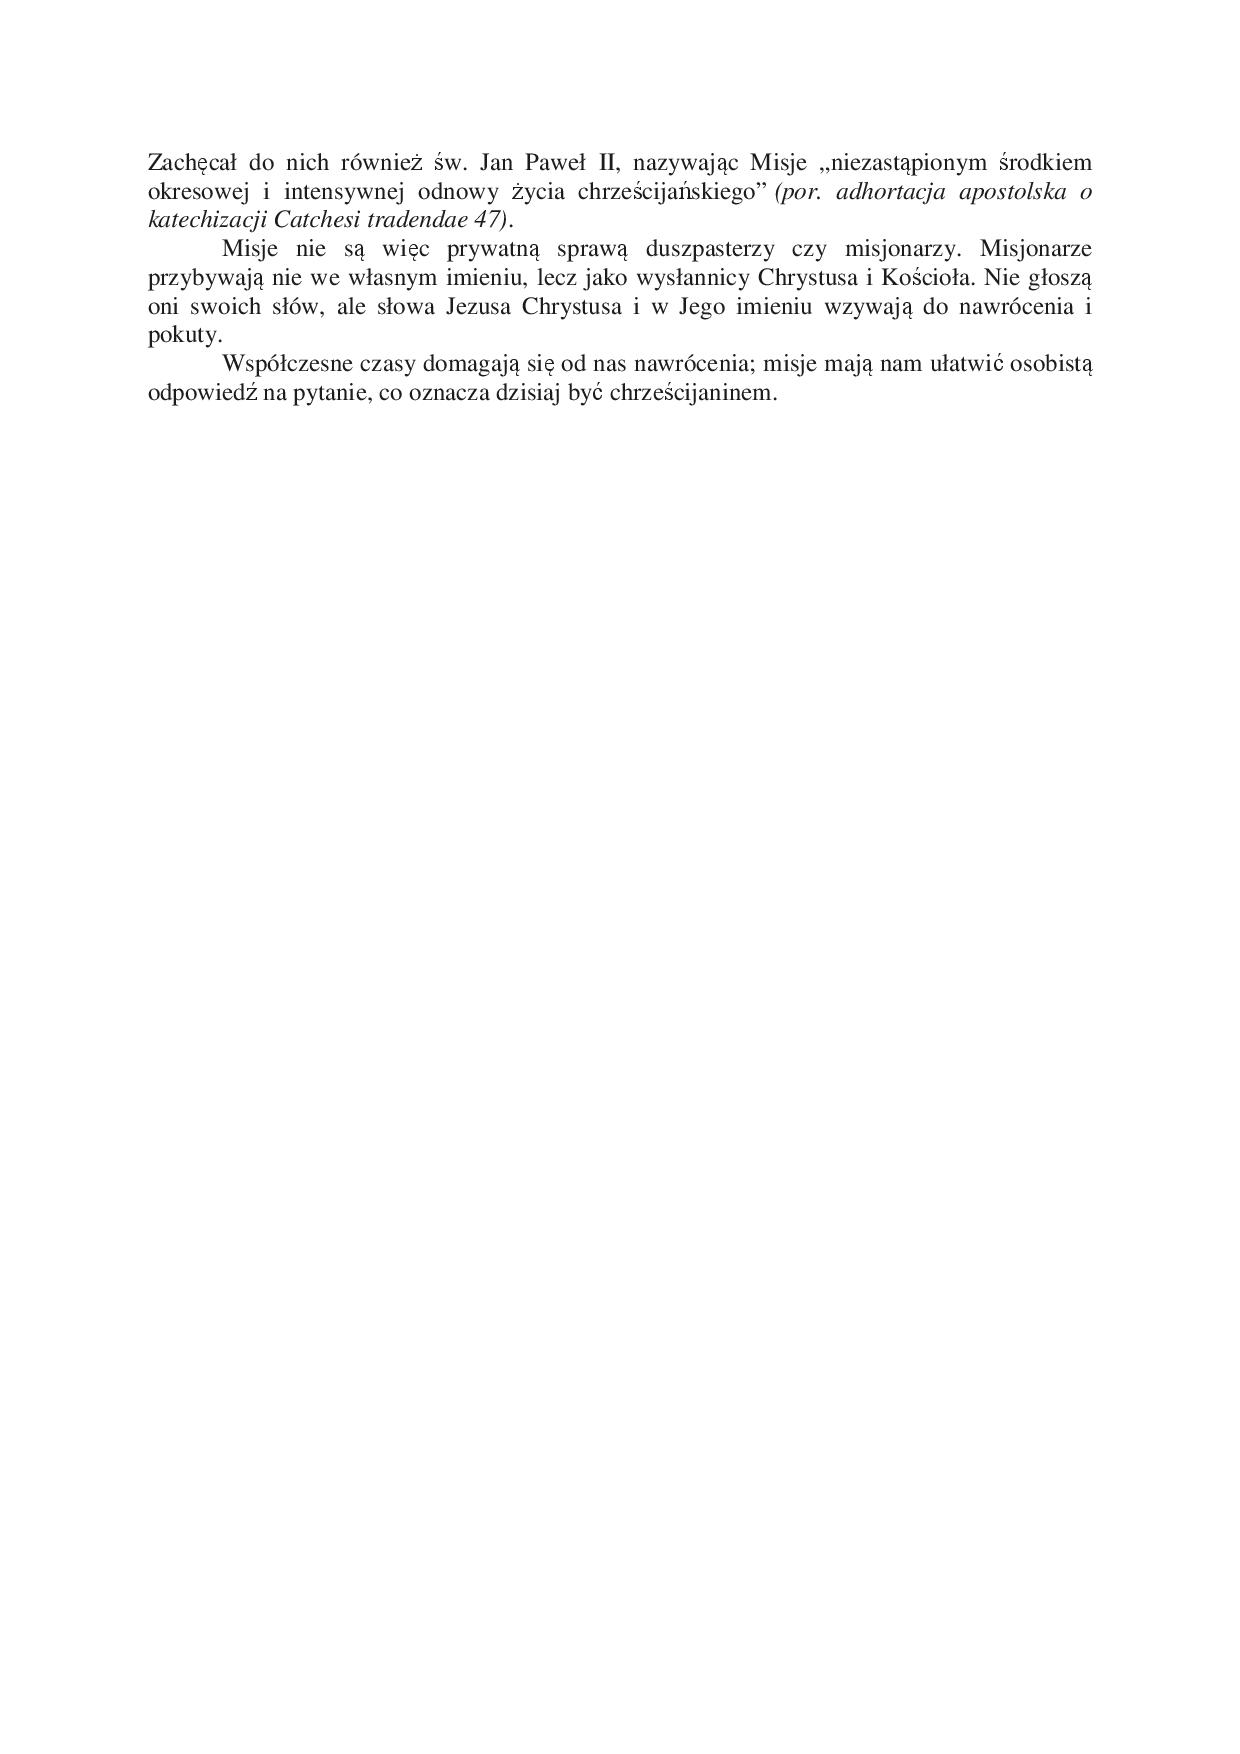 Zachęcał do nich również św. Jan Paweł II, nazywając Misje „niezastąpionym środkiem
okresowej i intensywnej odnowy życia chrześcijańskiego” (por. adhortacja apostolska o
katechizacji Catchesi tradendae 47).
Misje nie są więc prywatną sprawą duszpasterzy czy misjonarzy. Misjonarze
przybywają nie we własnym imieniu, lecz jako wysłannicy Chrystusa i Kościoła. Nie głoszą
oni swoich słów, ale słowa Jezusa Chrystusa i w Jego imieniu wzywają do nawrócenia i
pokuty.
Współczesne czasy domagają się od nas nawrócenia; misje mają nam ułatwić osobistą
odpowiedź na pytanie, co oznacza dzisiaj być chrześcijaninem.